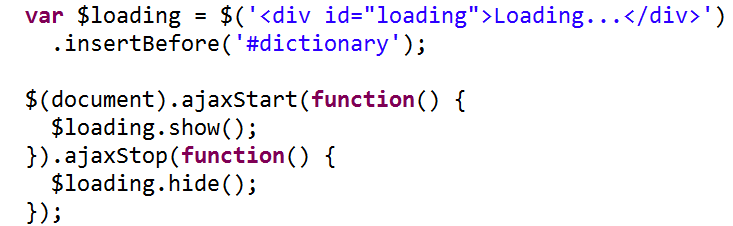 var $loading = $('<div id="loading">Loading...</div>')
  .insertBefore('#dictionary');

$(document).ajaxStart(function() {
  $loading.show();
}).ajaxStop(function() {
  $loading.hide();
});